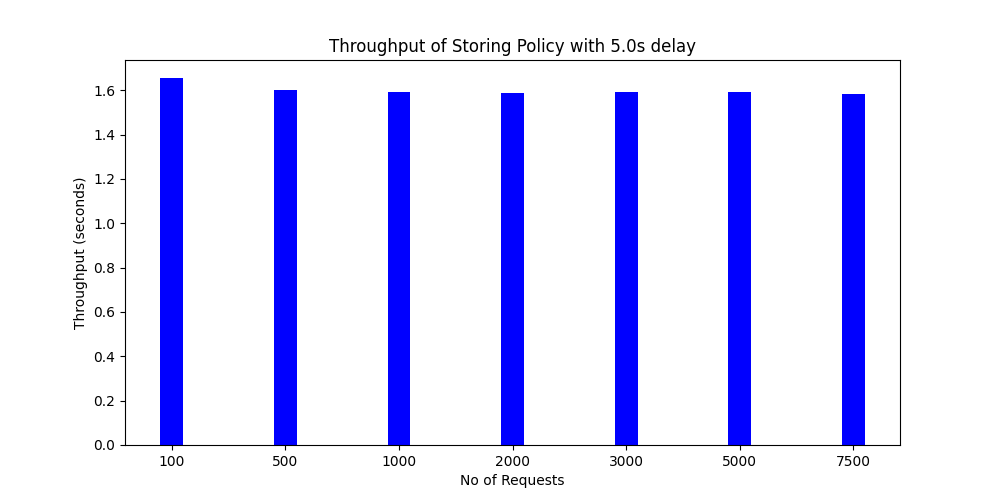 Throughput of Storing Policy with 5.0s delay
Throughput (seconds)
1.6
1.4
1.2
1.0
0.8
0.6
0.4
0.2
0.0
100 500 1000 2000 3000 5000 7500
No of Requests